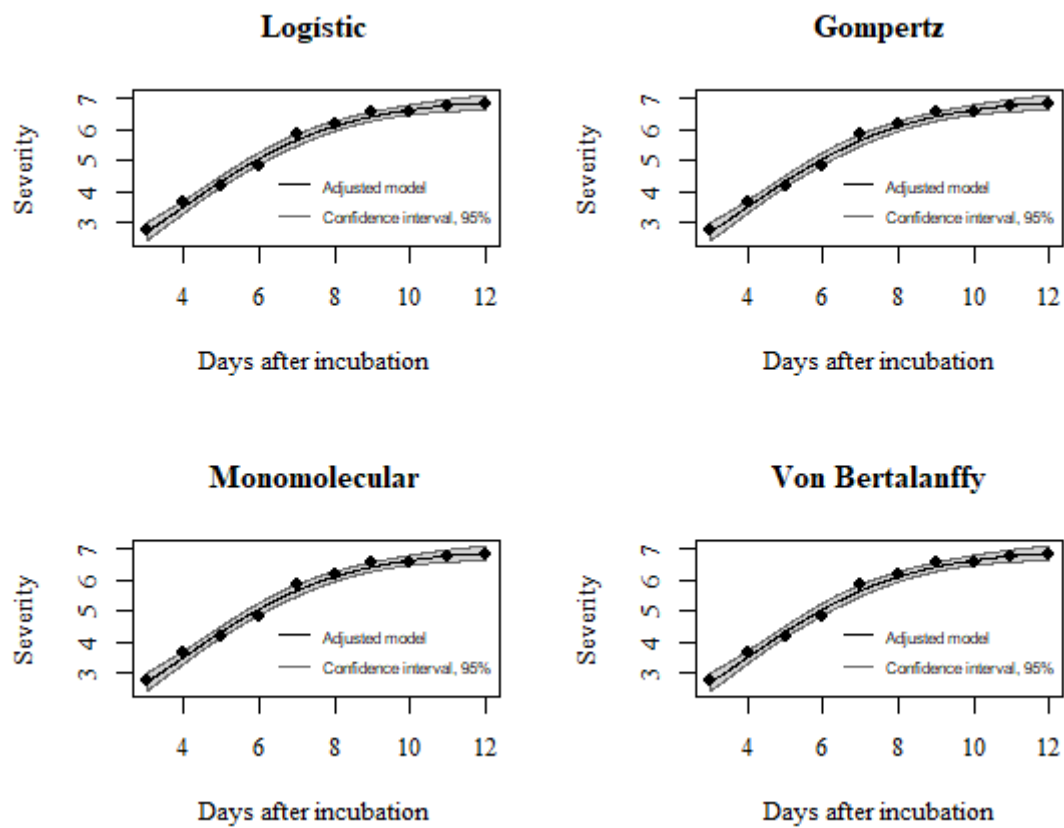 Logístic
Gompertz
Severity
7
6
5
4
3
Adjusted model
Confidence interval, 95%
4 6 8 10 12
Days after incubation
Severity
7
6
5
4
3
Adjusted model
Confidence interval, 95%
4 6 8 10 12
Days after incubation
Monomolecular
Von Bertalanffy
Severity
7
6
5
4
3
Adjusted model
Confidence interval, 95%
4 6 8 10 12
Days after incubation
Severity
7
6
5
4
3
Adjusted model
Confidence interval, 95%
4 6 8 10 12
Days after incubation